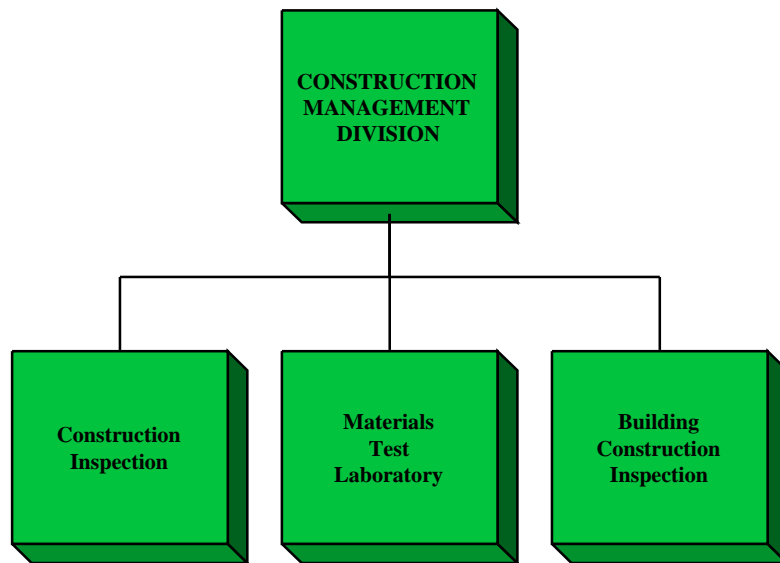 CONSTRUCTION
MANAGEMENT
DIVISION
Construction
Inspection
Materials
Test
Laboratory
Building
Construction
Inspection